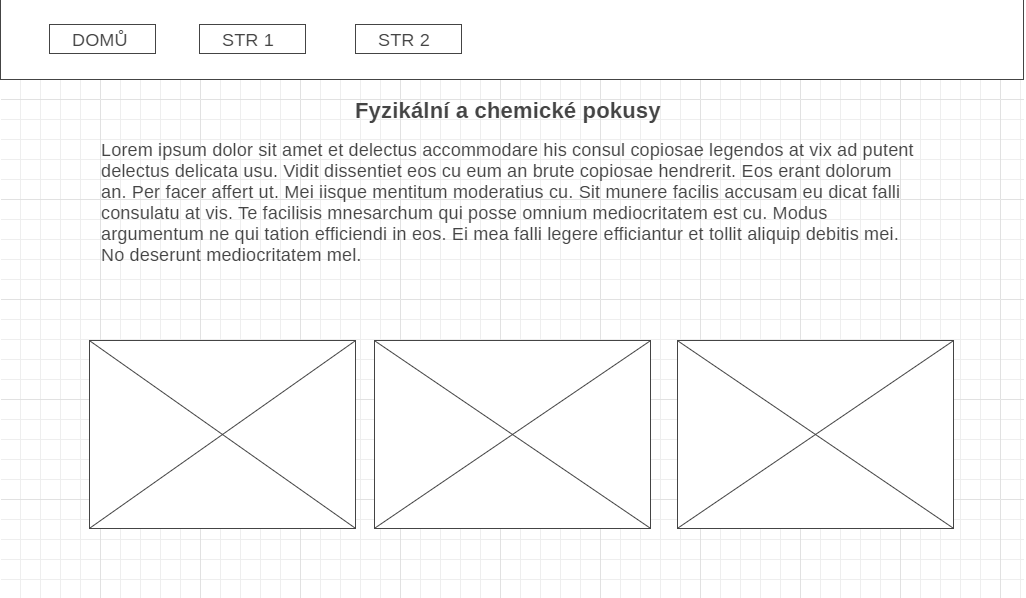 DOMŮ
STR 1
STR 2
Fyzikální a chemické pokusy
Lorem ipsum dolor sit amet et delectus accommodare his consul copiosae legendos at vix ad putent
delectus delicata usu. Vidit dissentiet eos cu eum an brute copiosae hendrerit. Eos erant dolorum
an. Per facer affert ut. Mei iisque mentitum moderatius cu. Sit munere facilis accusam eu dicat falli
consulatu at vis. Te facilisis mnesarchum qui posse omnium mediocritatem est cu. Modus
argumentum ne qui tation efficiendi in eos. Ei mea falli legere efficiantur et tollit aliquip debitis mei.
No deserunt mediocritatem mel.